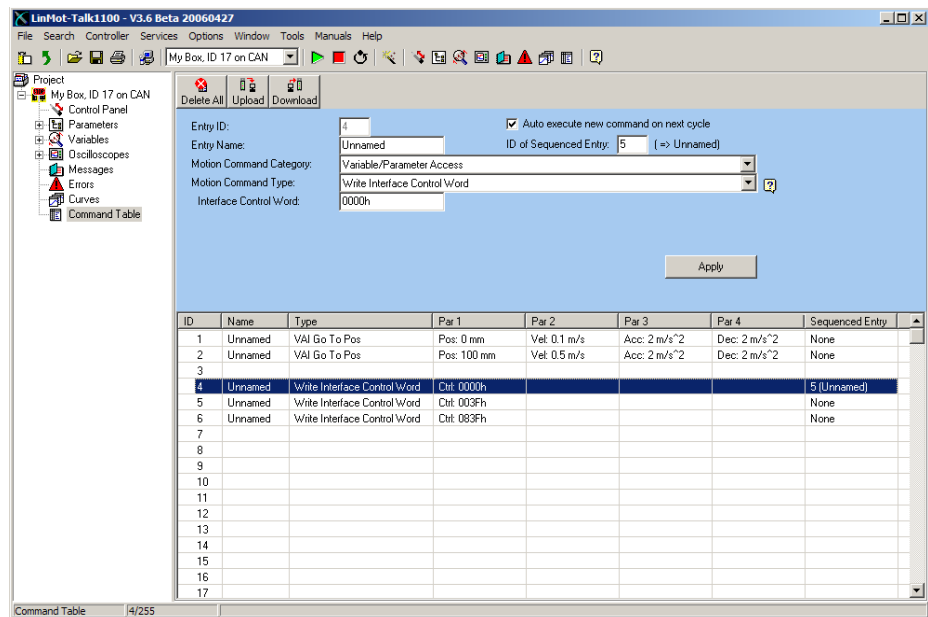 LinMot-Talk1100 - V3.6 Beta 20060427
File Search Controller Services Options Window Tools Manuals Help
My Box, ID 17 on CAN
Project
My Box, ID 17 on CAN
Control Panel
Parameters
Variables
Oscilloscopes
Messages
Errors
Curves
Command Table
Delete All Upload Download
Entry ID: 4 Auto execute new command on next cycle
Entry Name: Unnamed ID of Sequenced Entry: 5 ( => Unnamed)
Motion Command Category: Variable/Parameter Access
Motion Command Type: Write Interface Control Word
Interface Control Word: 0000h
Apply
ID Name Type Par 1 Par 2 Par 3 Par 4 Sequenced Entry
1 Unnamed VAI Go To Pos Pos: 0 mm Vel: 0.1 m/s Acc: 2 m/s^2 Dec: 2 m/s^2 None
2 Unnamed VAI Go To Pos Pos: 100 mm Vel: 0.5 m/s Acc: 2 m/s^2 Dec: 2 m/s^2 None
3
4 Unnamed Write Interface Control Word Ctrl: 0000h 5 (Unnamed)
5 Unnamed Write Interface Control Word Ctrl: 003Fh None
6 Unnamed Write Interface Control Word Ctrl: 083Fh None
7
8
9
10
11
12
13
14
15
16
17
Command Table 4/255